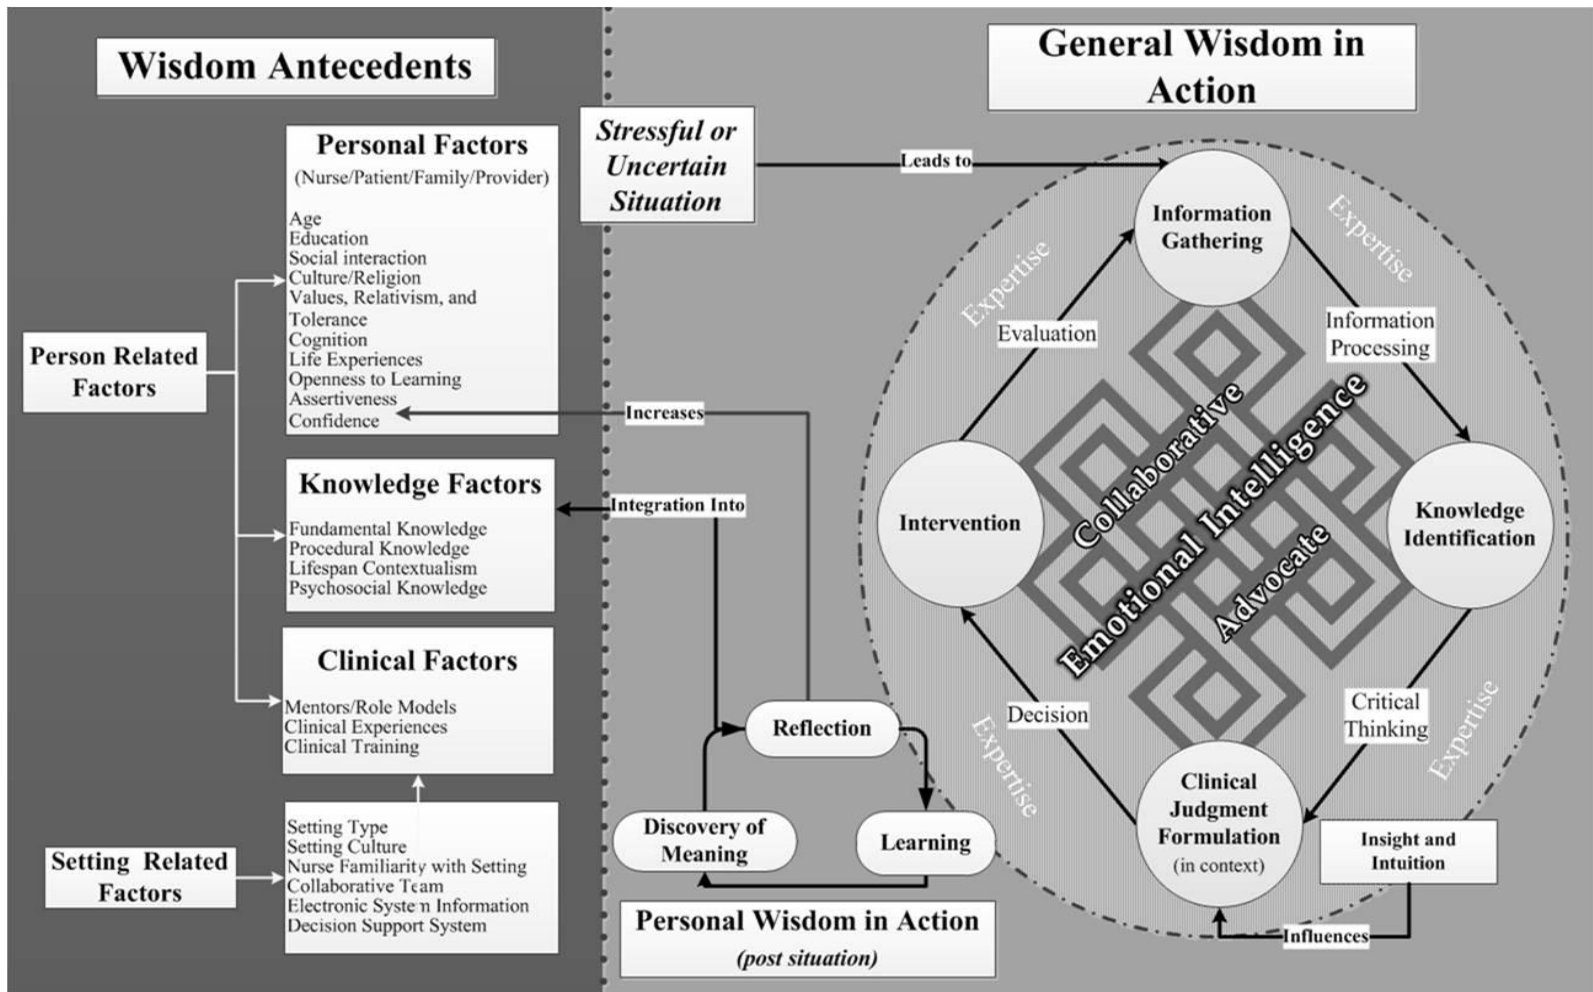 Wisdom Antecedents
Person Related
Factors
Personal Factors
(Nurse/Patient/Family/Provider)
Age
Education
Social interaction
Culture/Religion
Values, Relativism, and
Tolerance
Cognition
Life Experiences
Openness to Learning
Assertiveness
Confidence
Knowledge Factors
Fundamental Knowledge
Procedural Knowledge
Lifespan Contextualism
Psychosocial Knowledge
Clinical Factors
Mentors/Role Models
Clinical Experiences
Clinical Training
Setting Related
Factors
Setting Type
Setting Culture
Nurse Familiarity with Setting
Collaborative Team
Electronic System Information
Decision Support System
General Wisdom in
Action
Stressful or
Uncertain
Situation
Leads to
Information
Gathering
Expertise
Expertise
Evaluation
Information
Processing
Increases
Integration Into
Intervention
Collaborative
Emotional Intelligence
Advocate
Knowledge
Identification
Decision
Critical
Thinking
Expertise
Expertise
Reflection
Discovery of
Meaning
Learning
Clinical
Judgment
Formulation
(in context)
Insight and
Intuition
Influences
Personal Wisdom in Action
(post situation)